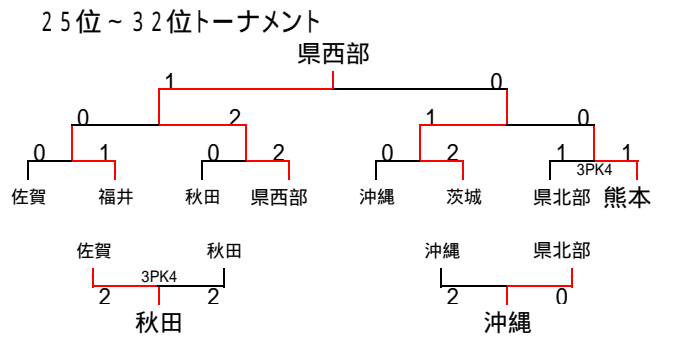 25位～32位トーナメント
県西部
1 0
0 2 1 0
0 1 0 2 0 2 1 1
3PK4
佐賀 福井 秋田 県西部 沖縄 茨城 県北部 熊本
佐賀 秋田 沖縄 県北部
3PK4
2 2 2 0
秋田 沖縄